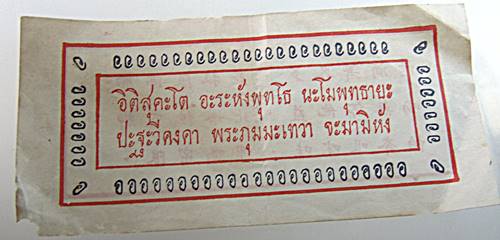 อิติสุคะโต อะระหังพุทโธ นะโมพุทธายะ
ปะฐะวีคงคา พระภุมมะเทวา ขะมามิหัง